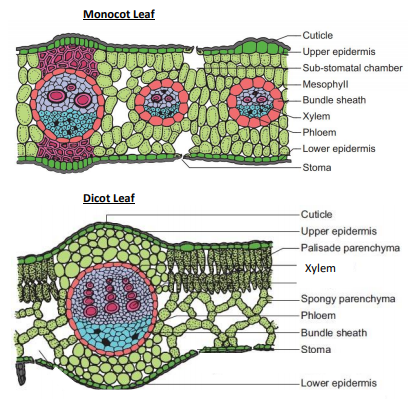 Monocot Leaf
Cuticle
Upper epidermis
Sub-stomatal chamber
Mesophyll
Bundle sheath
Xylem
Phloem
Lower epidermis
Stoma
Dicot Leaf
Cuticle
Upper epidermis
Palisade parenchyma
Xylem
Spongy parenchyma
Phloem
Bundle sheath
Stoma
Lower epidermis